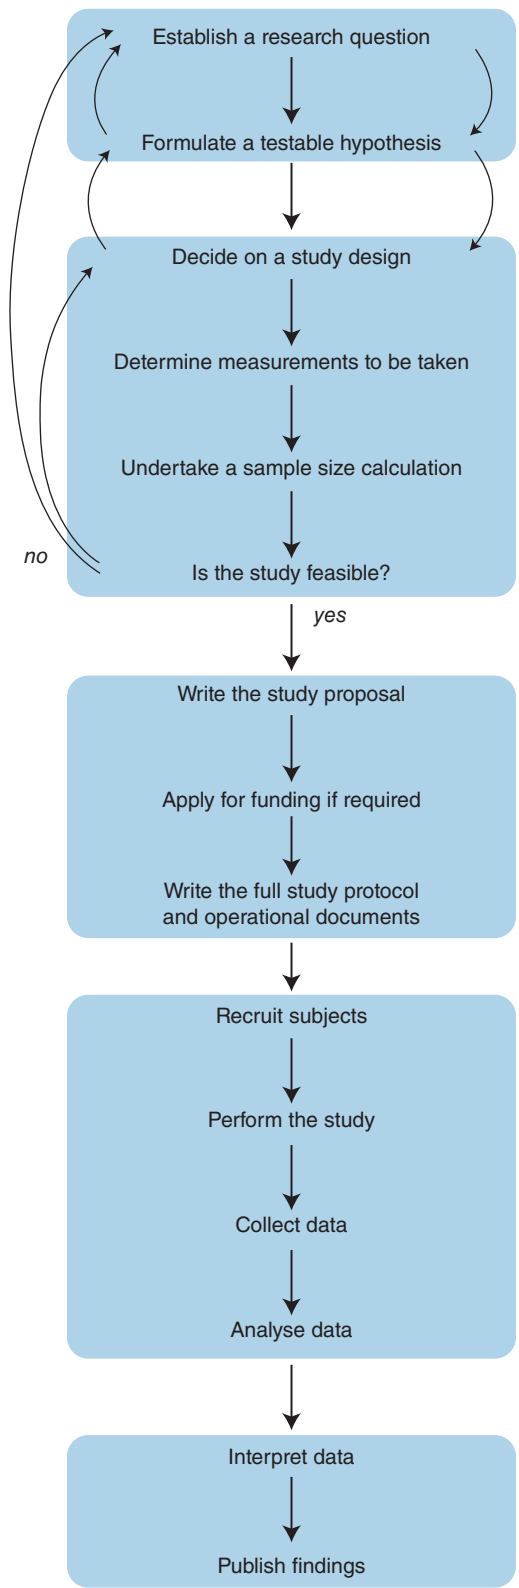 Establish a research question
Formulate a testable hypothesis
Decide on a study design
Determine measurements to be taken
Undertake a sample size calculation
no
Is the study feasible?
yes
Write the study proposal
Apply for funding if required
Write the full study protocol
and operational documents
Recruit subjects
Perform the study
Collect data
Analyse data
Interpret data
Publish findings